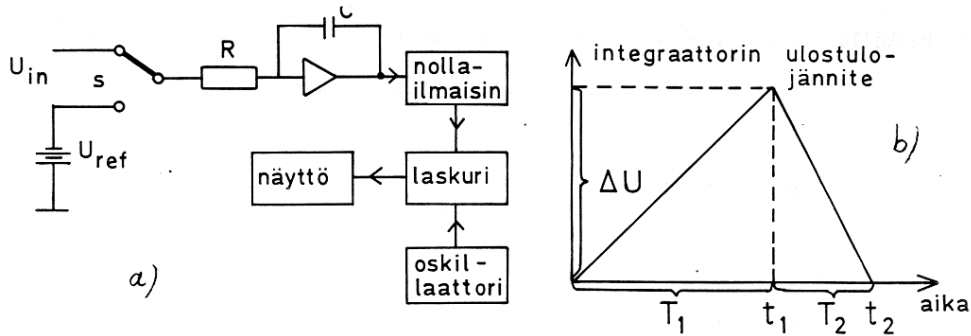 C
R
U_in
s
U_ref
nolla-
ilmaisin
näyttö
laskuri
oskil-
laattori
a)
integraattorin
ulostulo-
jännite
b)
ΔU
T_1
t_1
T_2
t_2
aika